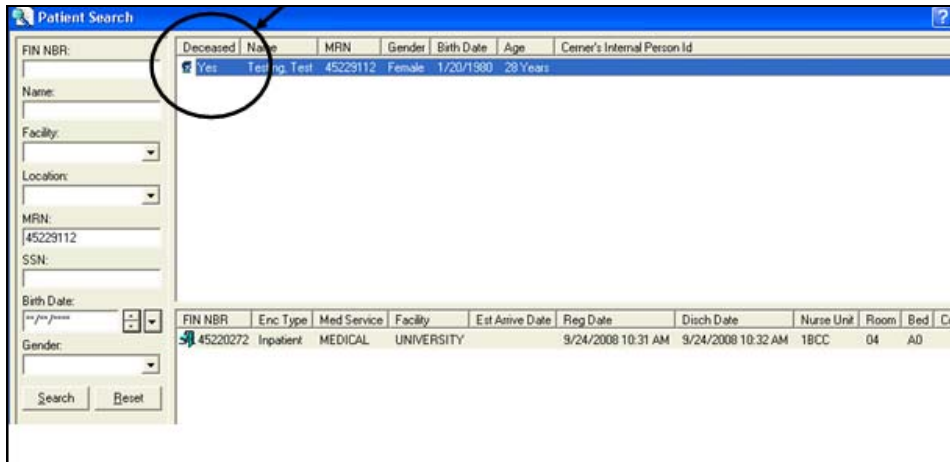 Patient Search
?
FIN NBR:
Name:
Facility:
Location:
MRN:
45229112
SSN:
Birth Date:
**/**/****
Gender:
Search Reset
Deceased Name MRN Gender Birth Date Age Cerner's Internal Person Id
Yes Testing, Test 45229112 Female 1/20/1980 28 Years
FIN NBR Enc Type Med Service Facility Est Arrive Date Reg Date Disch Date Nurse Unit Room Bed
45220272 Inpatient MEDICAL UNIVERSITY 9/24/2008 10:31 AM 9/24/2008 10:32 AM 1BCC 04 A0